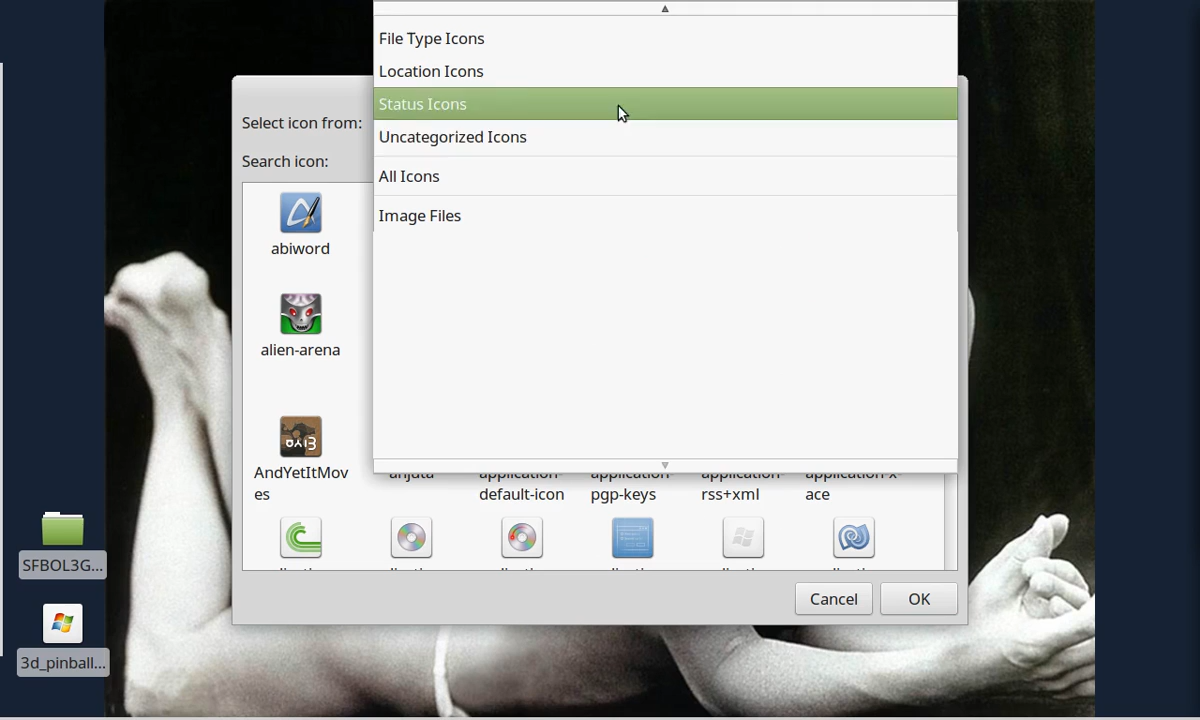 File Type Icons
Location Icons
Status Icons
Uncategorized Icons
All Icons
Image Files
Select icon from:
Search icon:
abiword
alien-arena
AndYetItMov
es
anjuta
application-
default-icon
application-
pgp-keys
application-
rss+xml
application-x-
ace
Cancel
OK
SFBOL3G...
3d_pinball...